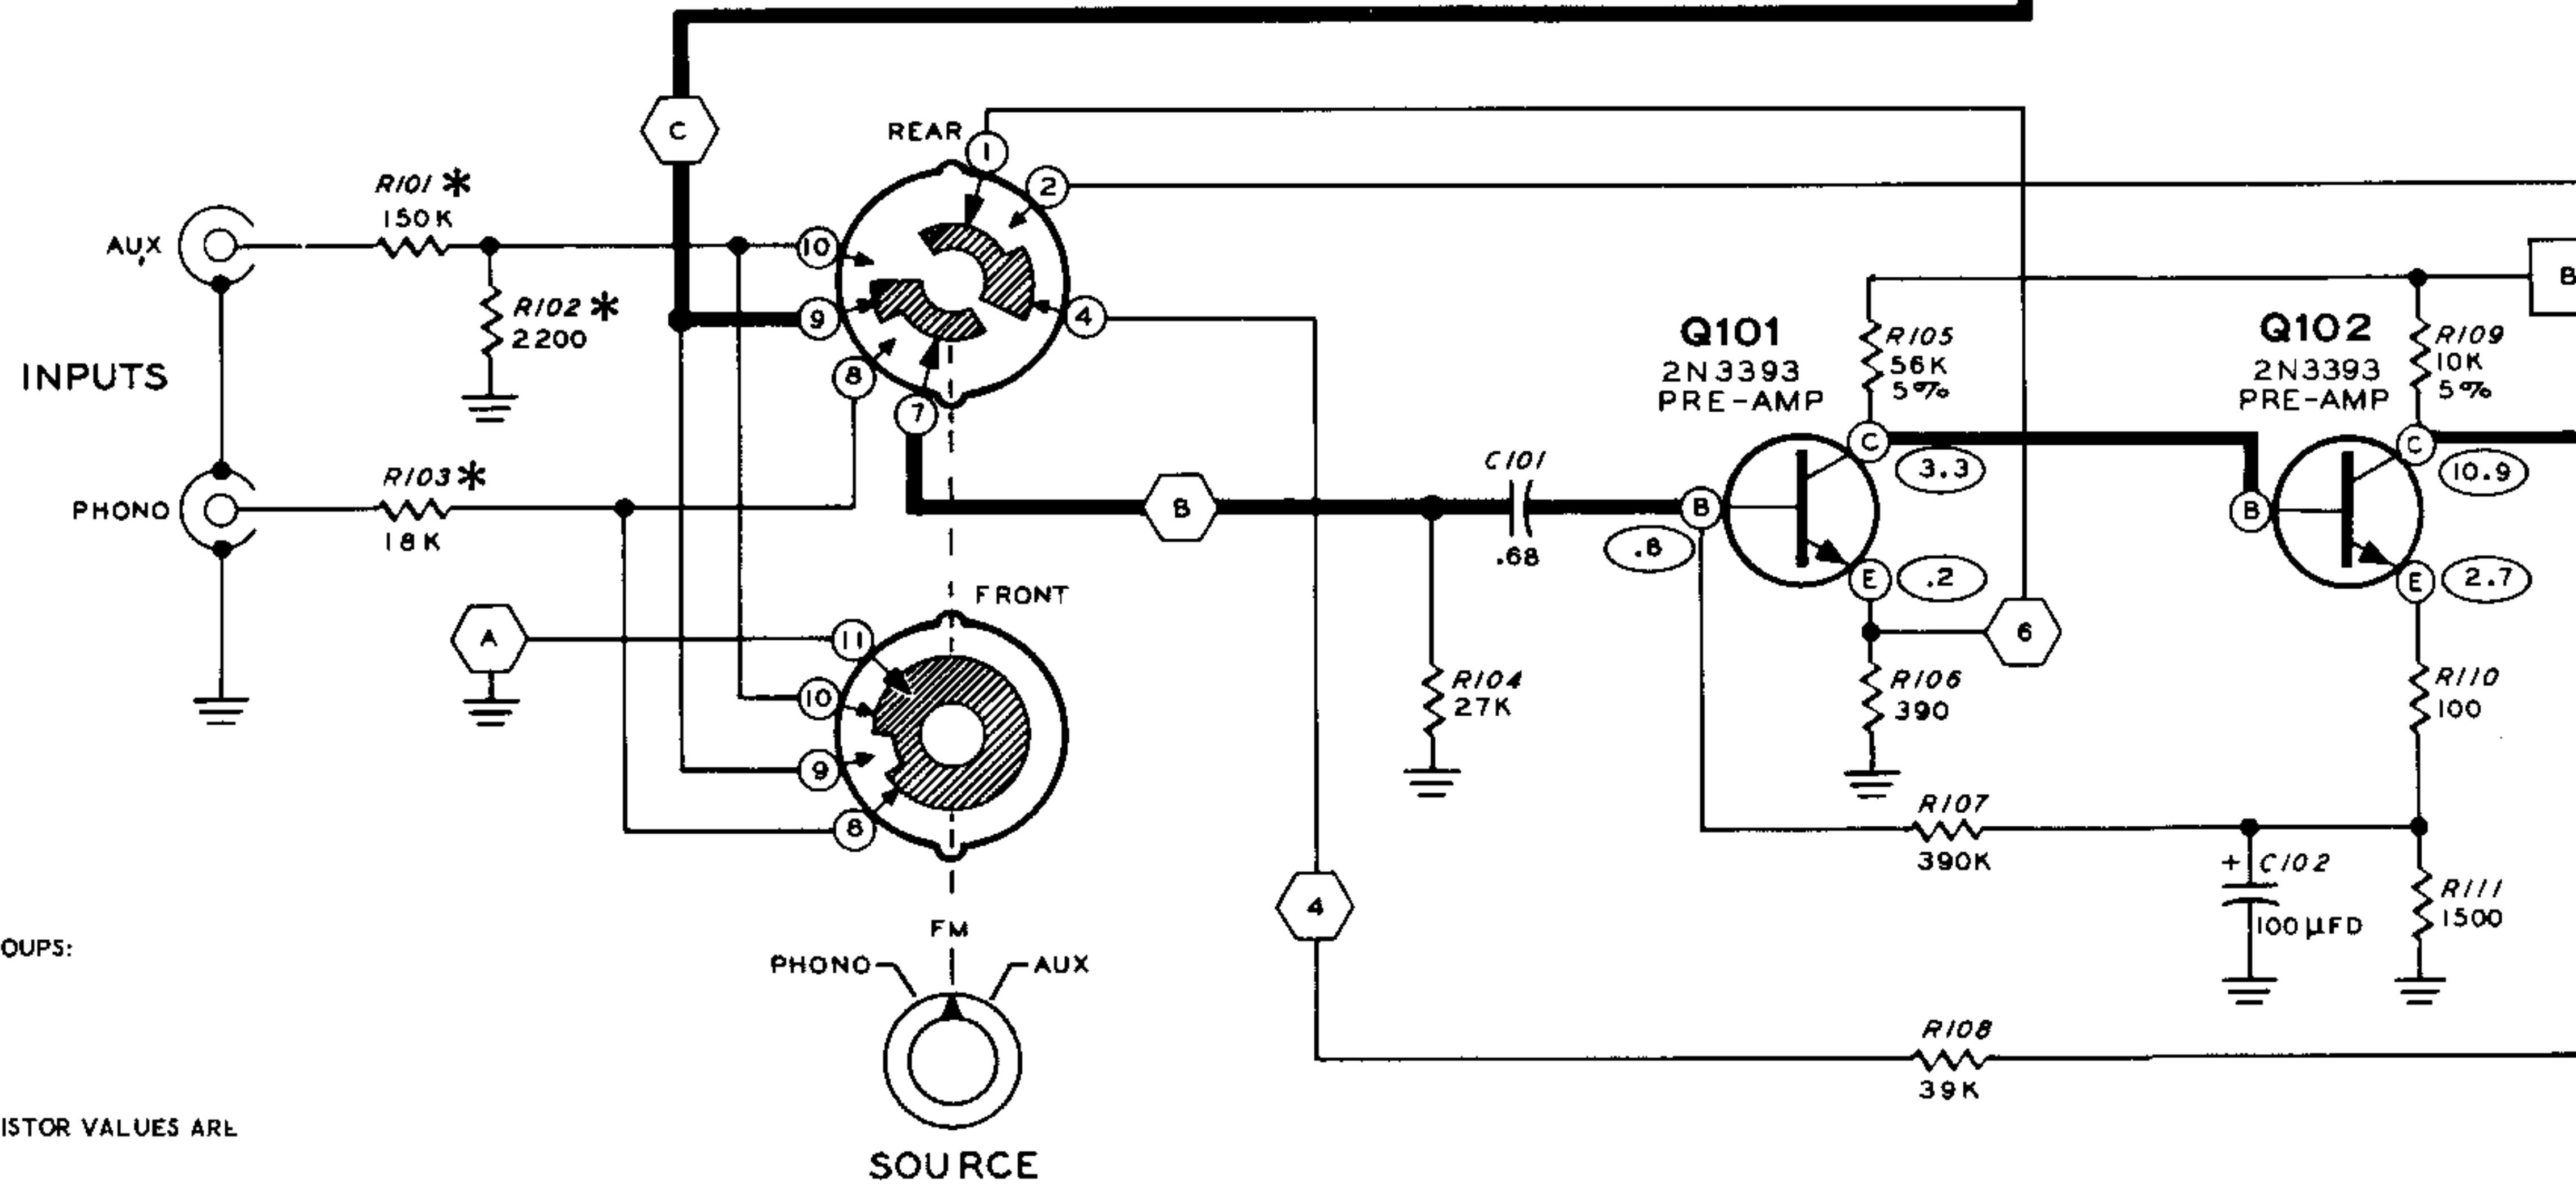 C
REAR
1
2
R101*
150K
AUX
10
R102*
2200
9
4
8
7
INPUTS
R103*
18K
PHONO
B
C101
.68
Q101
2N3393
PRE-AMP
R105
56K
5%
C
3.3
B
.8
E
.2
Q102
2N3393
PRE-AMP
R109
10K
5%
B
C
10.9
B
E
2.7
FRONT
A
11
10
9
8
R104
27K
R106
390
6
R110
100
R107
390K
+ C102
100µFD
R111
1500
4
FM
PHONO
AUX
R108
39K
SOURCE
OUPS:
ISTOR VALUES ARE